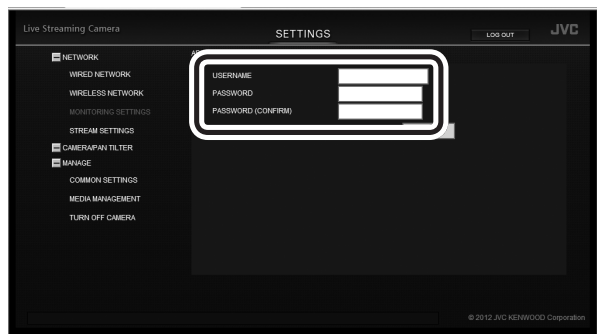 Live Streaming Camera
SETTINGS
LOG OUT
JVC
NETWORK
WIRED NETWORK
WIRELESS NETWORK
MONITORING SETTINGS
STREAM SETTINGS
CAMERA/PAN TILTER
MANAGE
COMMON SETTINGS
MEDIA MANAGEMENT
TURN OFF CAMERA
USERNAME
PASSWORD
PASSWORD (CONFIRM)
© 2012 JVC KENWOOD Corporation